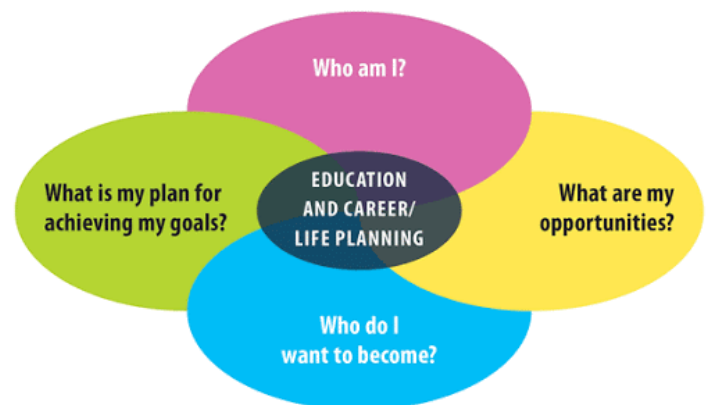 Who am I?
What is my plan for
achieving my goals?
EDUCATION
AND CAREER/
LIFE PLANNING
What are my
opportunities?
Who do I
want to become?